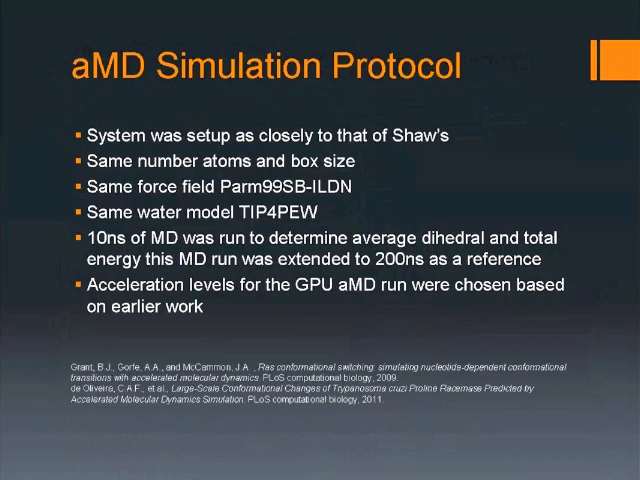 aMD Simulation Protocol
System was setup as closely to that of Shaw's
Same number atoms and box size
Same force field Parm99SB-ILDN
Same water model TIP4PEW
10ns of MD was run to determine average dihedral and total
energy this MD run was extended to 200ns as a reference
Acceleration levels for the GPU aMD run were chosen based
on earlier work
Grant, B.J., Gorfe, A.A., and McCammon, J.A. , Ras conformational switching: simulating nucleotide-dependent conformational
transitions with accelerated molecular dynamics. PLoS computational biology, 2009.
de Oliveira, C.A.F., et al., Large-Scale Conformational Changes of Trypanosoma cruzi Proline Racemase Predicted by
Accelerated Molecular Dynamics Simulation. PLoS computational biology, 2011.